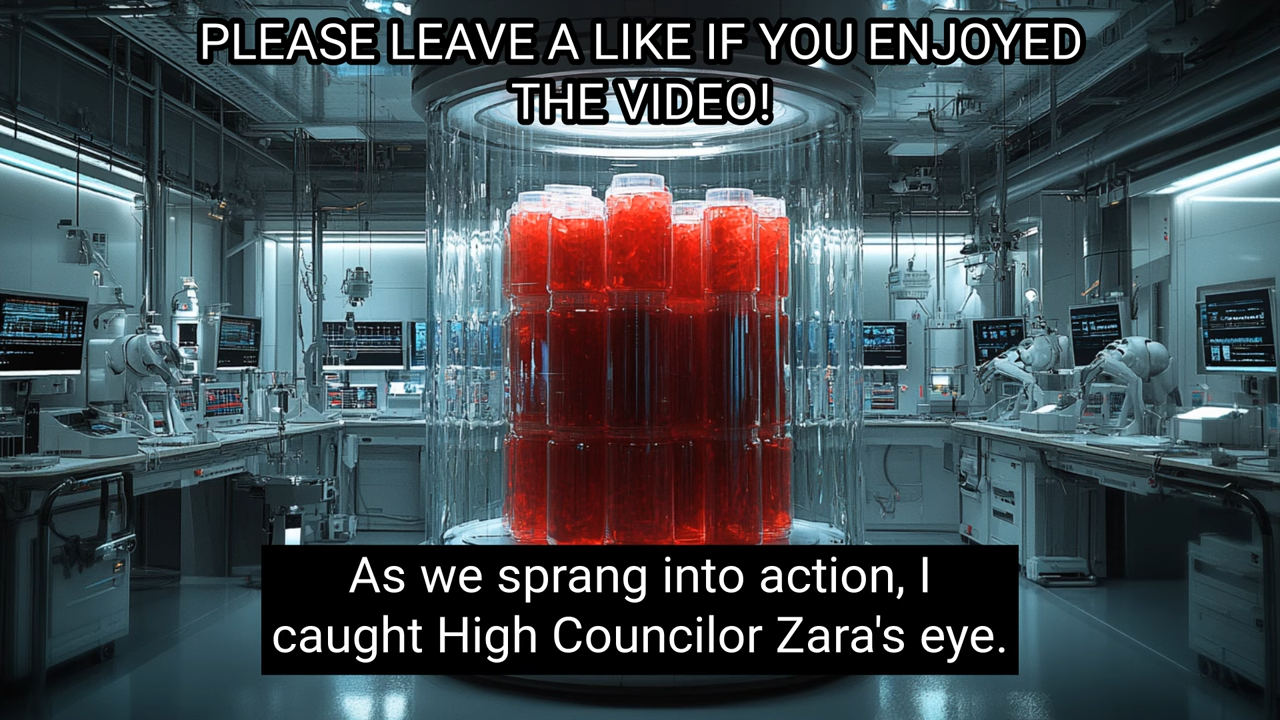 PLEASE LEAVE A LIKE IF YOU ENJOYED
THE VIDEO!
As we sprang into action, I
caught High Councilor Zara's eye.